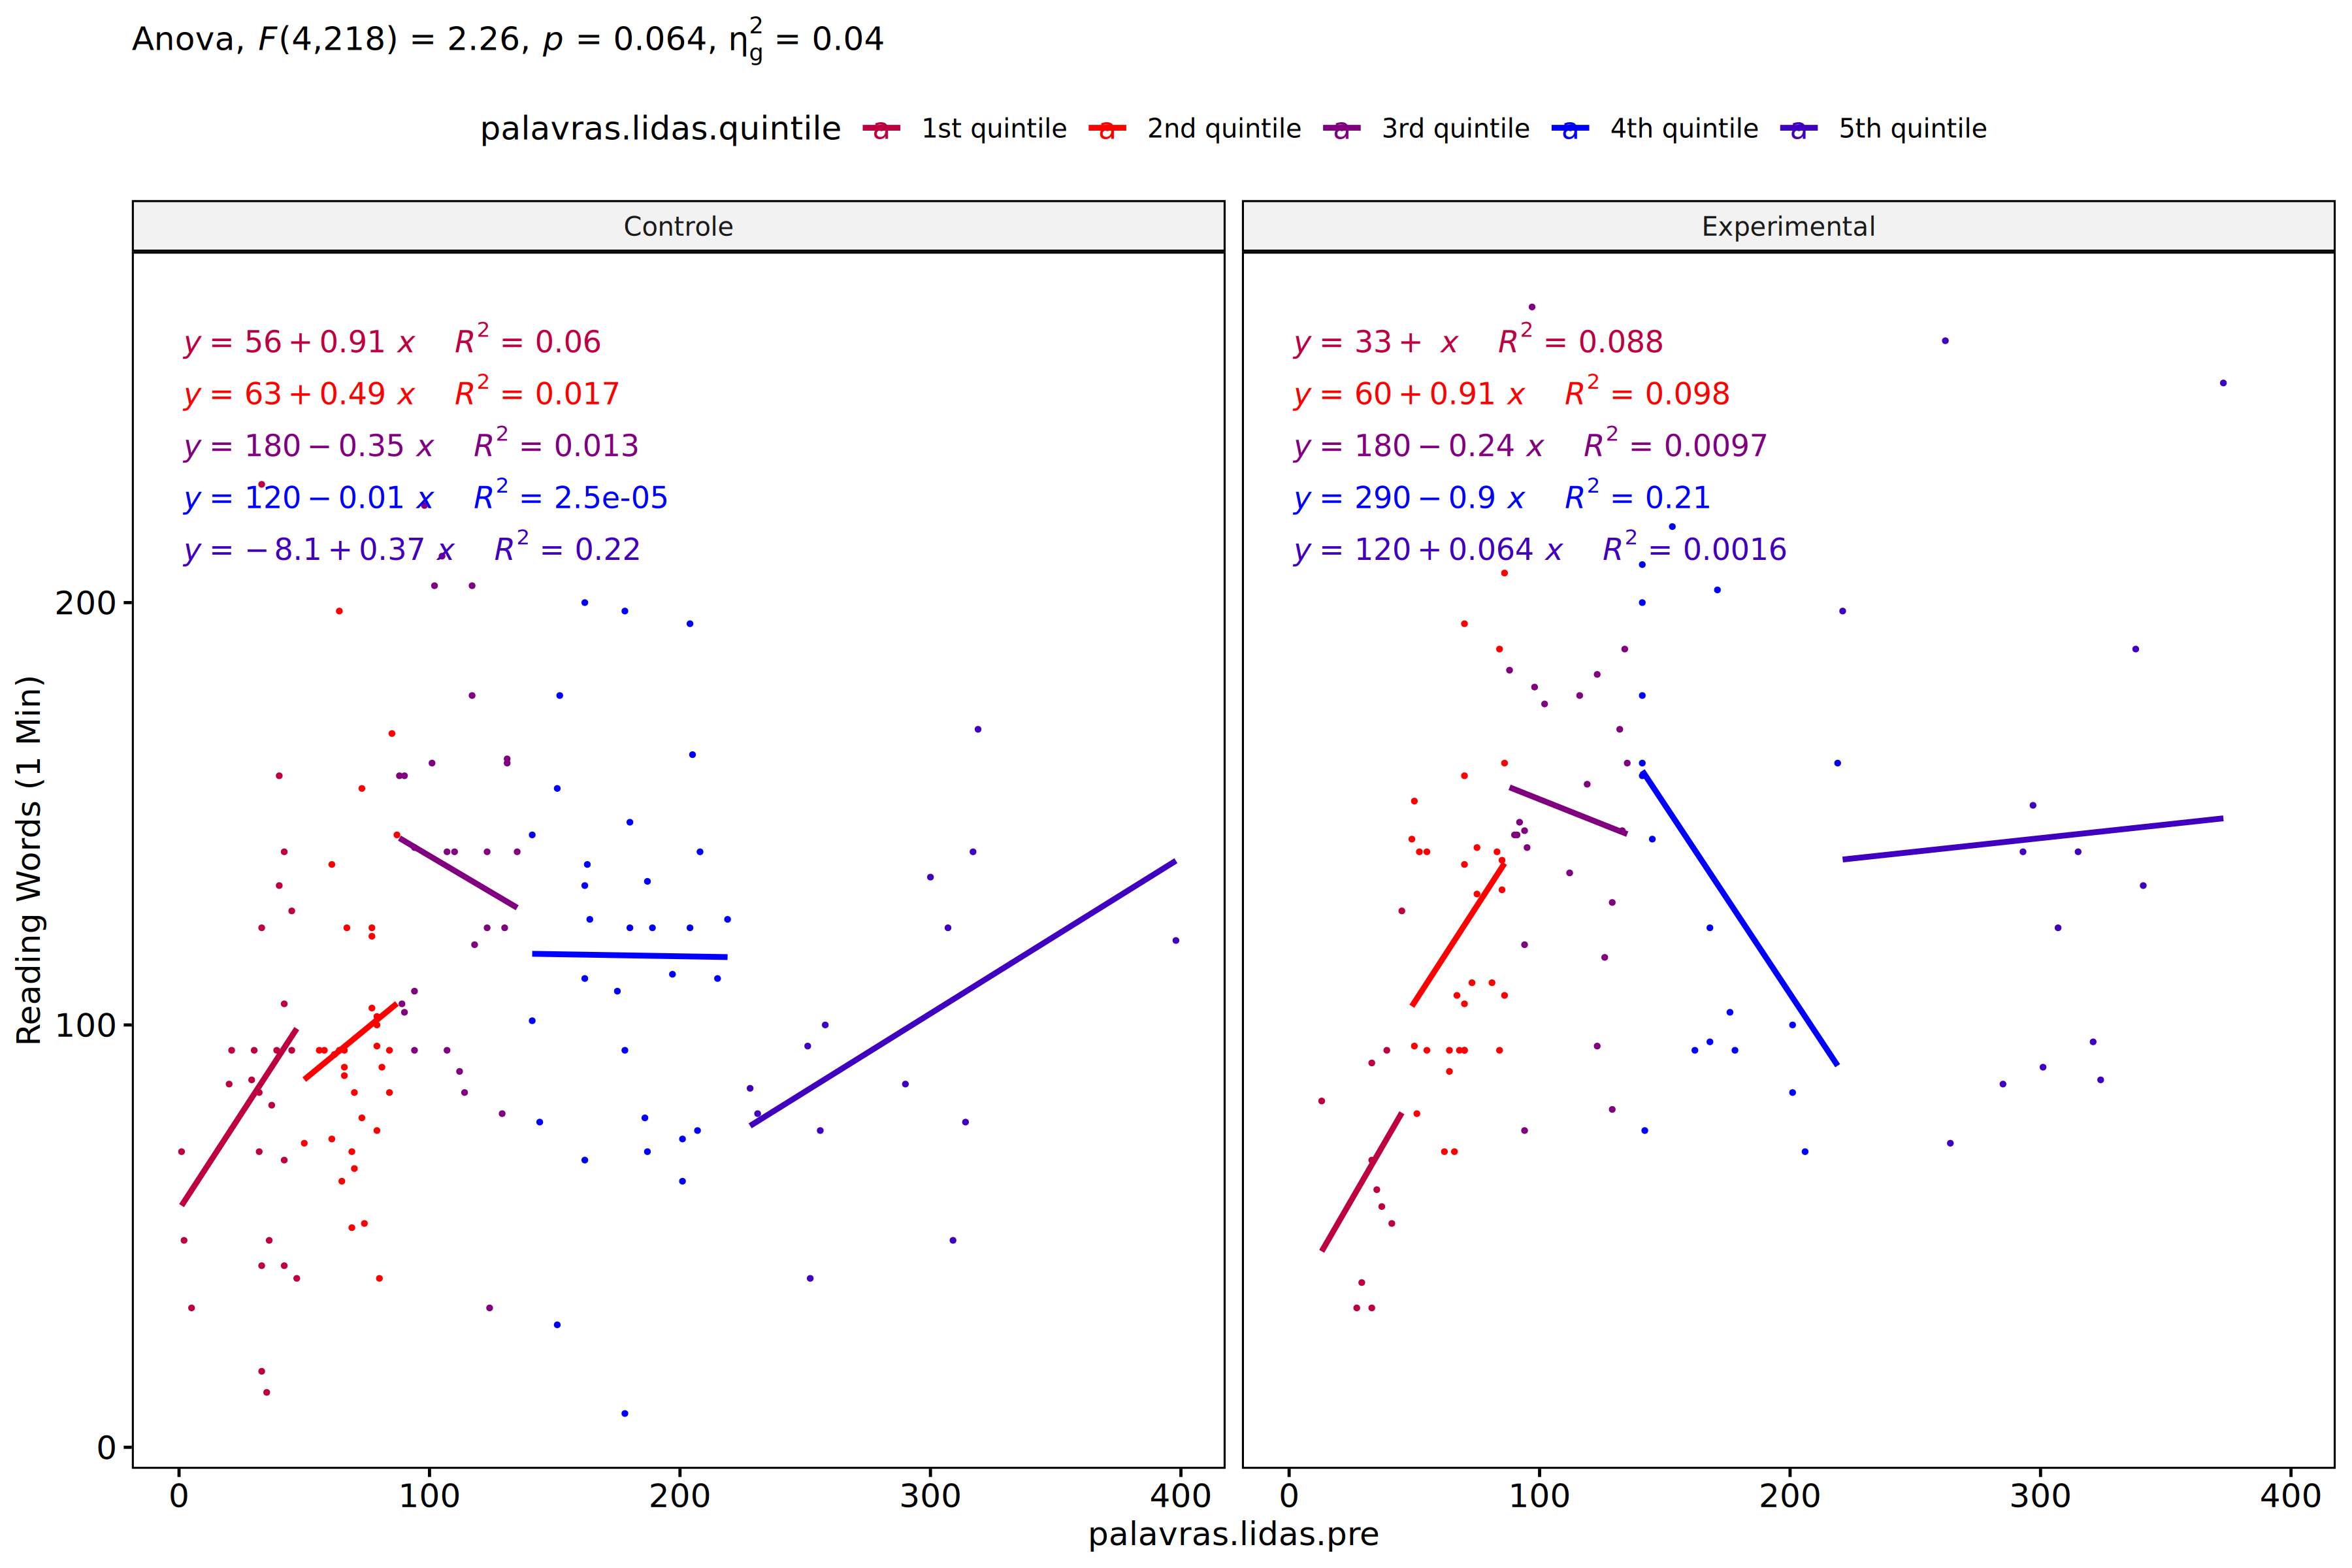 Anova, F(4,218) = 2.26, p = 0.064, η²g = 0.04
palavras.lidas.quintile a 1st quintile a 2nd quintile a 3rd quintile a 4th quintile a 5th quintile
Controle
Experimental
y = 56 + 0.91 x R² = 0.06
y = 63 + 0.49 x R² = 0.017
y = 180 − 0.35 x R² = 0.013
y = 120 − 0.01 x R² = 2.5e-05
y = −8.1 + 0.37 x R² = 0.22
y = 33 + x R² = 0.088
y = 60 + 0.91 x R² = 0.098
y = 180 − 0.24 x R² = 0.0097
y = 290 − 0.9 x R² = 0.21
y = 120 + 0.064 x R² = 0.0016
Reading Words (1 Min)
200
100
0
0 100 200 300 400
0 100 200 300 400
palavras.lidas.pre